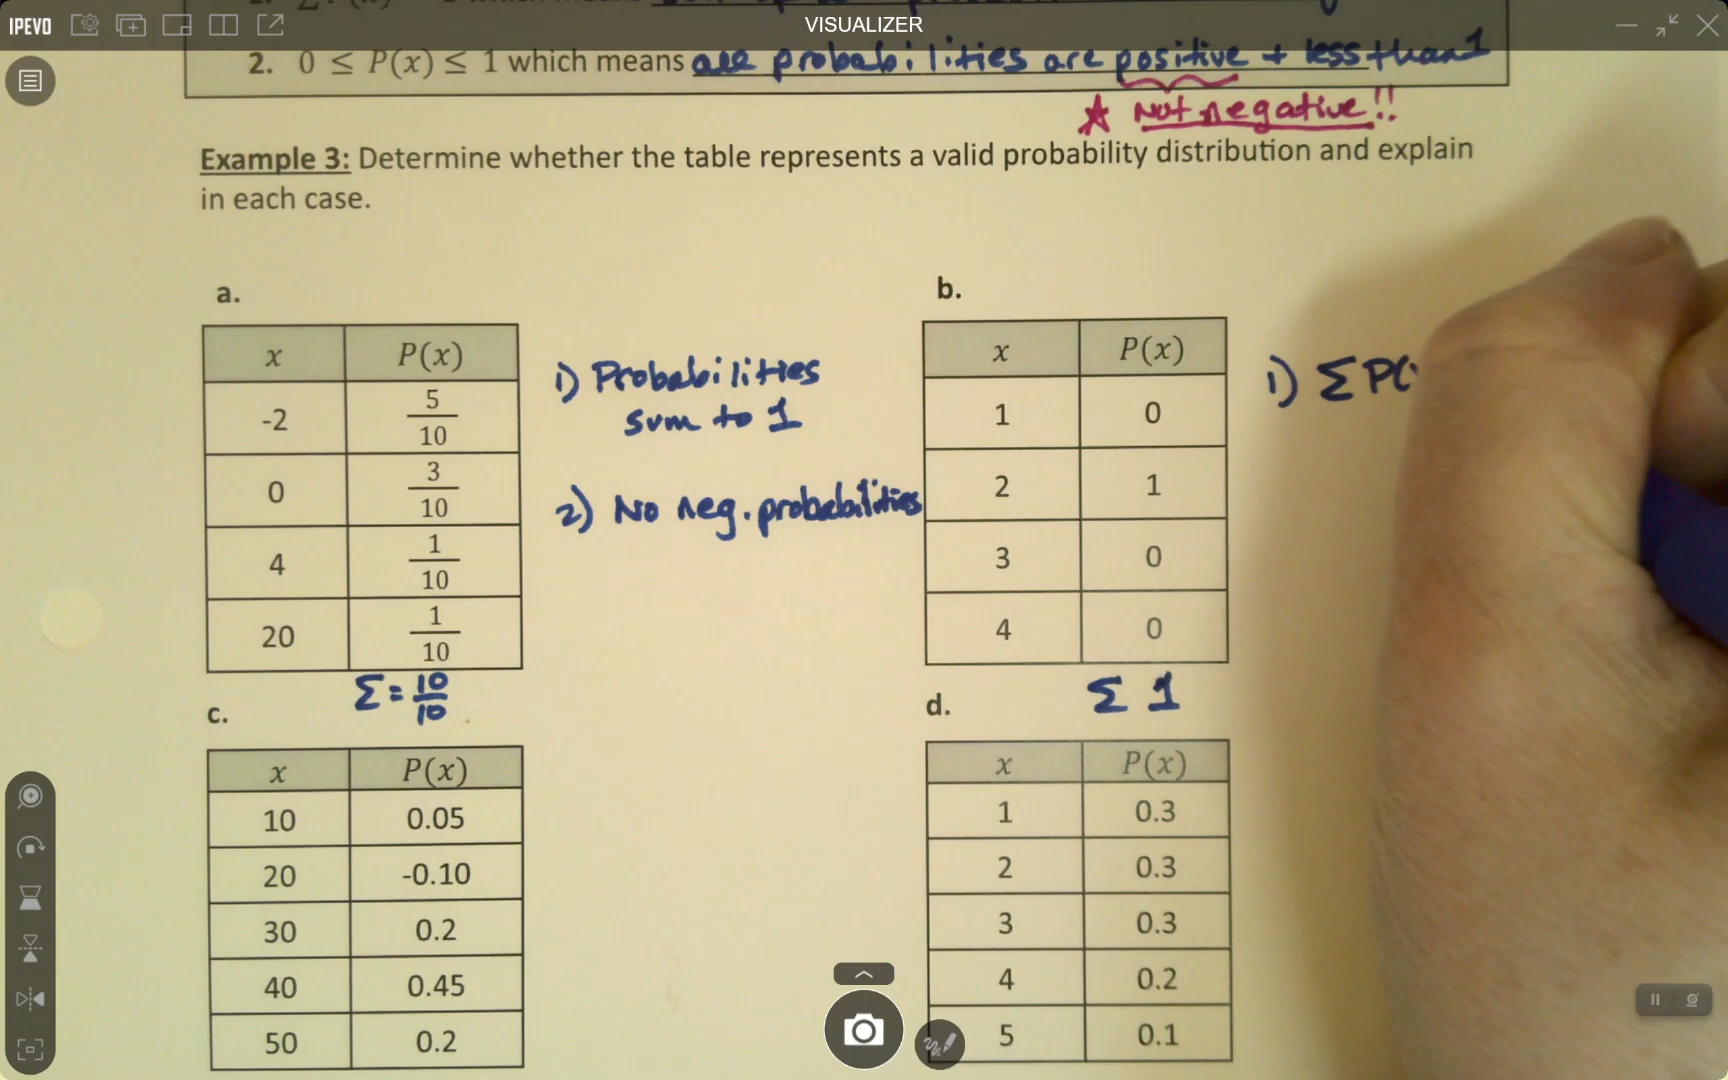 IPEVO
VISUALIZER
2. 0 ≤ P(x) ≤ 1 which means all probabilities are positive + less than 1
★ Not negative!!
Example 3: Determine whether the table represents a valid probability distribution and explain
in each case.
a.
x P(x)
-2 5/10
0 3/10
4 1/10
20 1/10
Σ = 10/10
1) Probabilities
sum to 1
2) No neg. probabilities
b.
x P(x)
1 0
2 1
3 0
4 0
Σ 1
1) Σ P(
c.
x P(x)
10 0.05
20 -0.10
30 0.2
40 0.45
50 0.2
d.
x P(x)
1 0.3
2 0.3
3 0.3
4 0.2
5 0.1